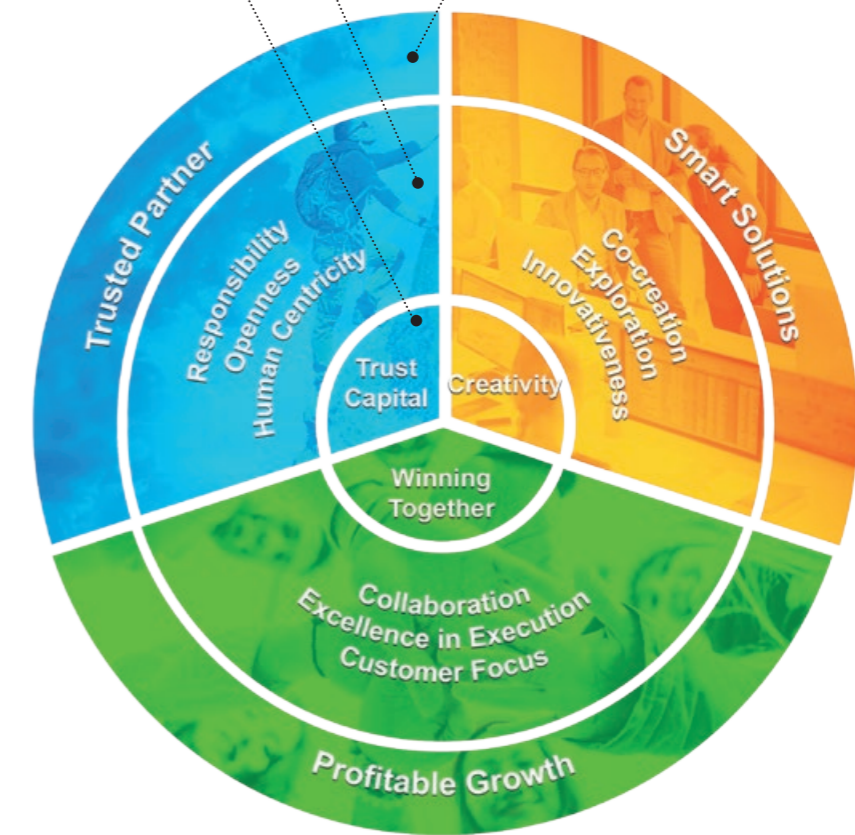 Trusted Partner
Responsibility
Openness
Human Centricity
Trust
Capital
Smart Solutions
Co-creation
Exploration
Innovativeness
Creativity
Winning
Together
Collaboration
Excellence in Execution
Customer Focus
Profitable Growth